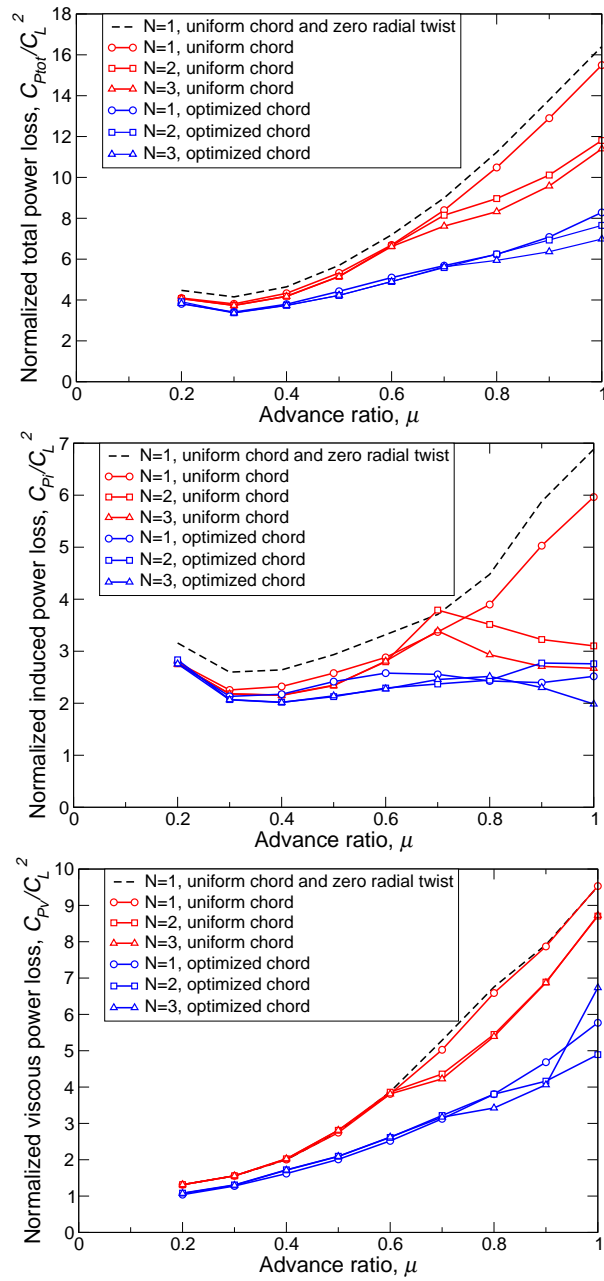 18
16
14
12
10
8
6
4
2
0
Normalized total power loss, C_Ptot/C_L^2
N=1, uniform chord and zero radial twist
N=1, uniform chord
N=2, uniform chord
N=3, uniform chord
N=1, optimized chord
N=2, optimized chord
N=3, optimized chord
0 0.2 0.4 0.6 0.8 1
Advance ratio, μ
7
6
5
4
3
2
1
0
Normalized induced power loss, C_Pi/C_L^2
N=1, uniform chord and zero radial twist
N=1, uniform chord
N=2, uniform chord
N=3, uniform chord
N=1, optimized chord
N=2, optimized chord
N=3, optimized chord
0 0.2 0.4 0.6 0.8 1
Advance ratio, μ
10
9
8
7
6
5
4
3
2
1
0
Normalized viscous power loss, C_Pv/C_L^2
N=1, uniform chord and zero radial twist
N=1, uniform chord
N=2, uniform chord
N=3, uniform chord
N=1, optimized chord
N=2, optimized chord
N=3, optimized chord
0 0.2 0.4 0.6 0.8 1
Advance ratio, μ